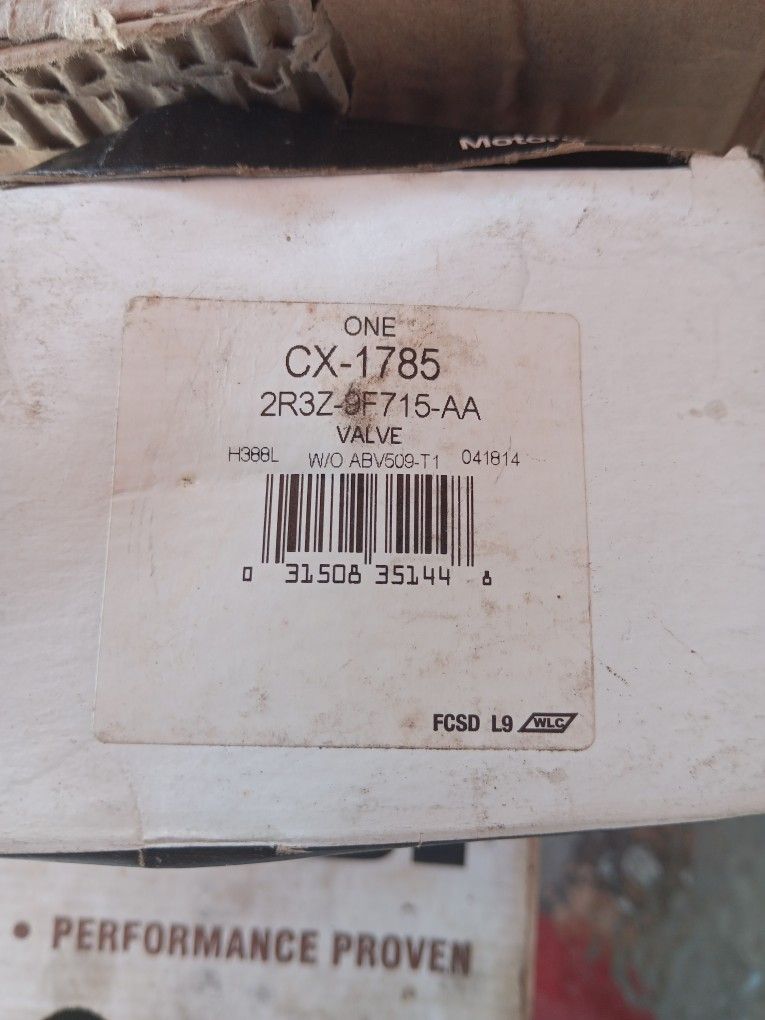 ONE
CX-1785
2R3Z-9F715-AA
VALVE
H388L W/O ABV509-T1 041814
0 31508 35144 8
FCSD L9 WLC
• PERFORMANCE PROVEN